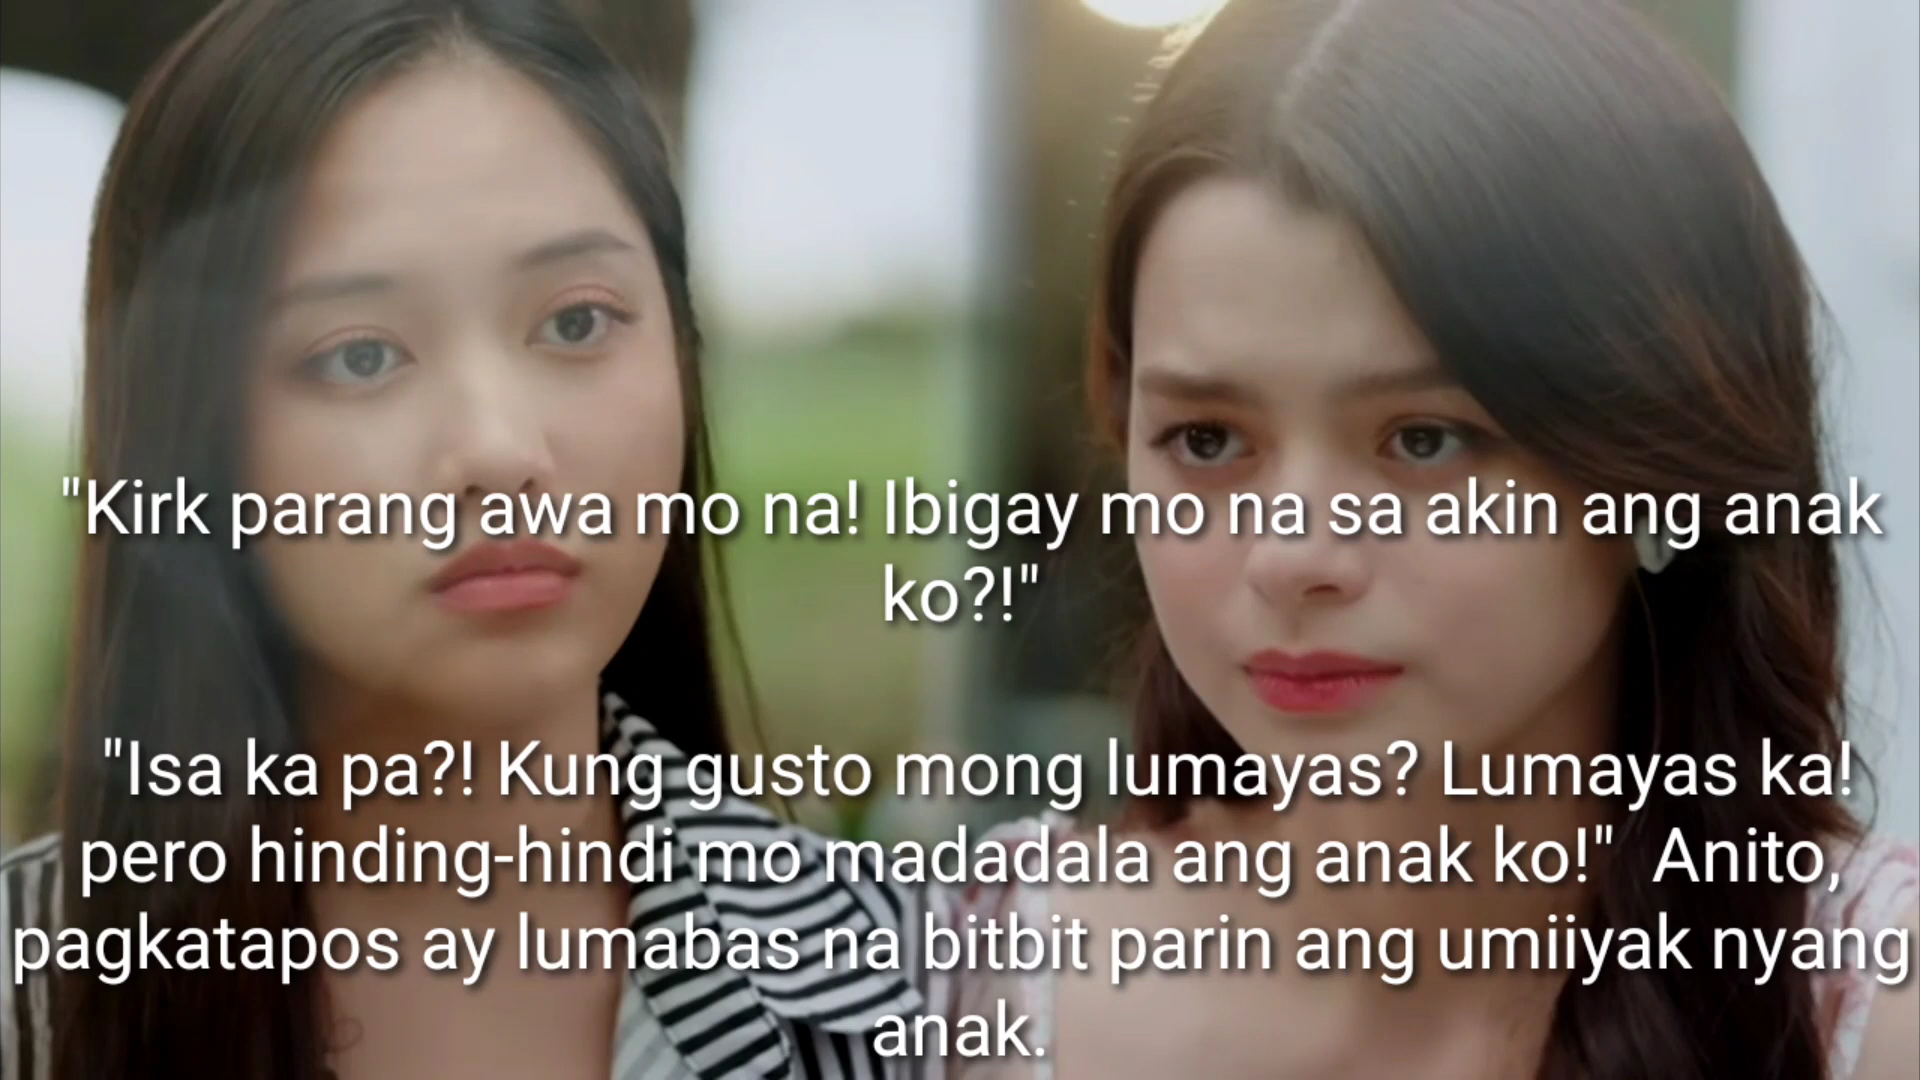 "Kirk parang awa mo na! Ibigay mo na sa akin ang anak
ko?!"
"Isa ka pa?! Kung gusto mong lumayas? Lumayas ka!
pero hinding-hindi mo madadala ang anak ko!" Anito,
pagkatapos ay lumabas na bitbit parin ang umiiyak nyang
anak.